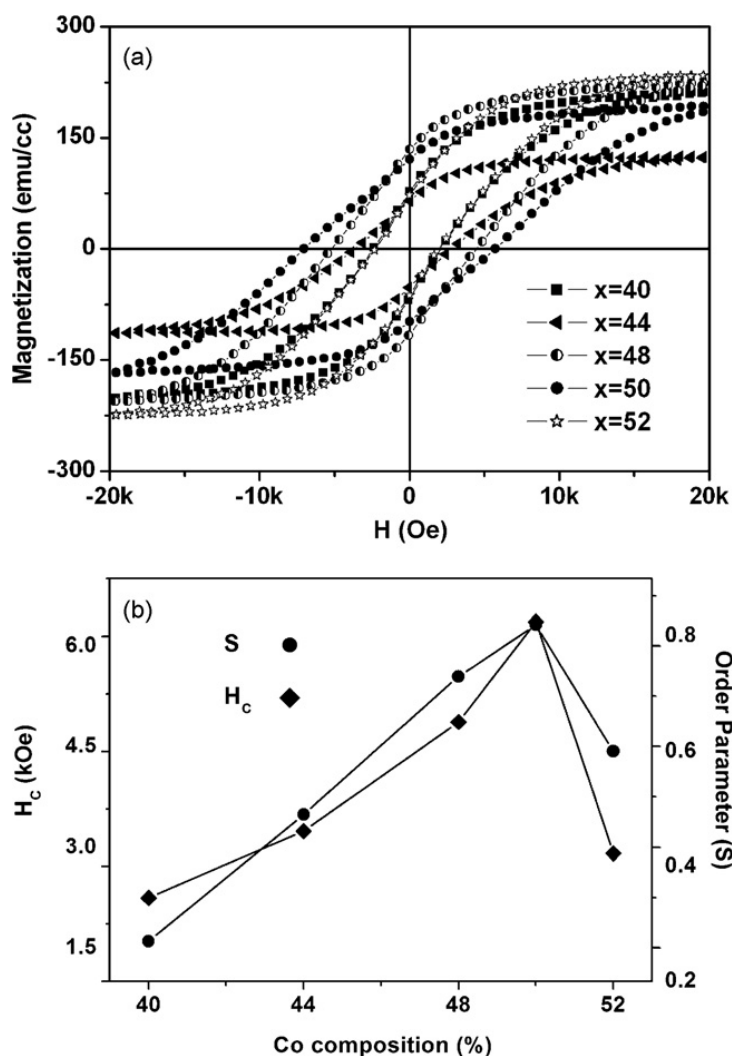 (a)
300
150
0
-150
-300
Magnetization (emu/cc)
x=40
x=44
x=48
x=50
x=52
-20k -10k 0 10k 20k
H (Oe)
(b)
S
H_C
6.0
4.5
3.0
1.5
H_C (kOe)
0.8
0.6
0.4
0.2
Order Parameter (S)
40 44 48 52
Co composition (%)